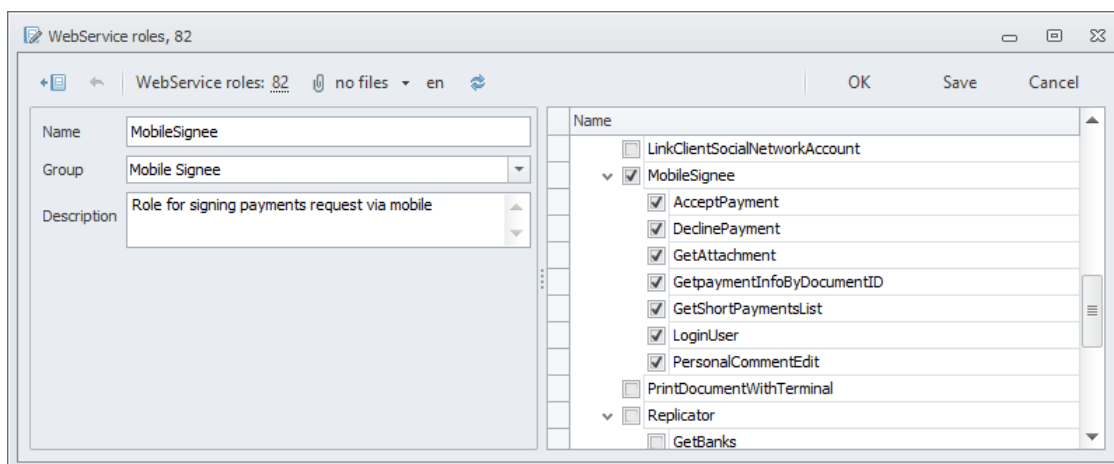 WebService roles, 82
WebService roles: 82 no files en OK Save Cancel
Name MobileSignee
Group Mobile Signee
Description Role for signing payments request via mobile
Name
LinkClientSocialNetworkAccount
MobileSignee
AcceptPayment
DeclinePayment
GetAttachment
GetpaymentInfoByDocumentID
GetShortPaymentsList
LoginUser
PersonalCommentEdit
PrintDocumentWithTerminal
Replicator
GetBanks